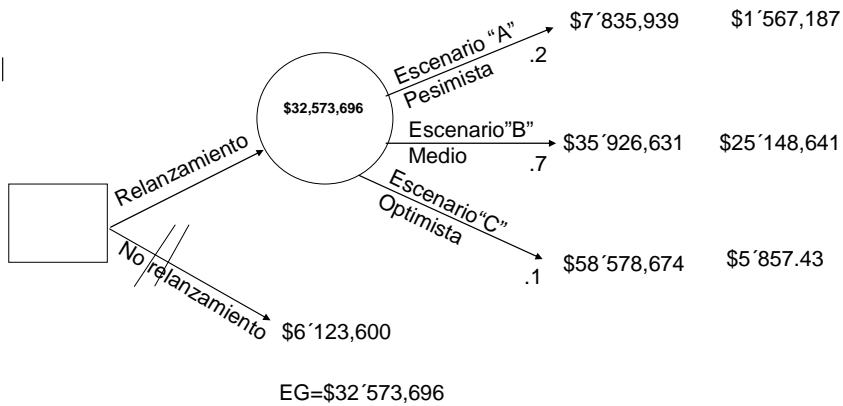 $7´835,939 $1´567,187
Escenario “A”
.2
Pesimista
$32,573,696
Escenario”B”
$35´926,631 $25´148,641
Medio
.7
Relanzamiento
Escenario“C”
Optimista
.1
$58´578,674 $5´857.43
No relanzamiento
$6´123,600
EG=$32´573,696